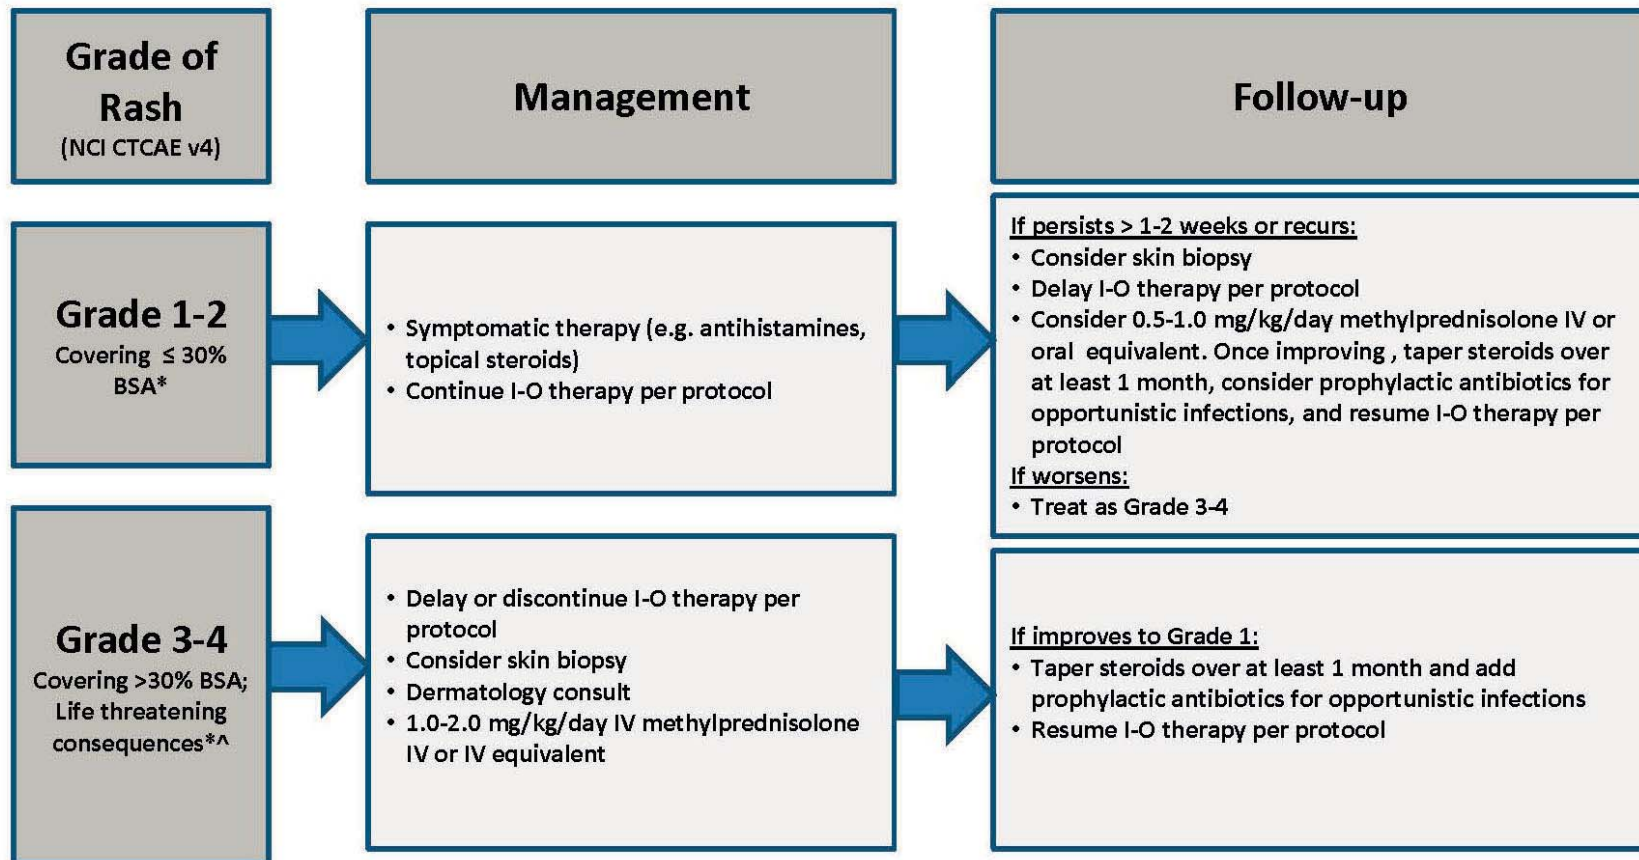 Grade of
Rash
(NCI CTCAE v4)
Management
Follow-up
Grade 1-2
Covering ≤ 30%
BSA*
• Symptomatic therapy (e.g. antihistamines,
topical steroids)
• Continue I-O therapy per protocol
If persists > 1-2 weeks or recurs:
• Consider skin biopsy
• Delay I-O therapy per protocol
• Consider 0.5-1.0 mg/kg/day methylprednisolone IV or
oral equivalent. Once improving , taper steroids over
at least 1 month, consider prophylactic antibiotics for
opportunistic infections, and resume I-O therapy per
protocol
If worsens:
• Treat as Grade 3-4
Grade 3-4
Covering >30% BSA;
Life threatening
consequences*^
• Delay or discontinue I-O therapy per
protocol
• Consider skin biopsy
• Dermatology consult
• 1.0-2.0 mg/kg/day IV methylprednisolone
IV or IV equivalent
If improves to Grade 1:
• Taper steroids over at least 1 month and add
prophylactic antibiotics for opportunistic infections
• Resume I-O therapy per protocol